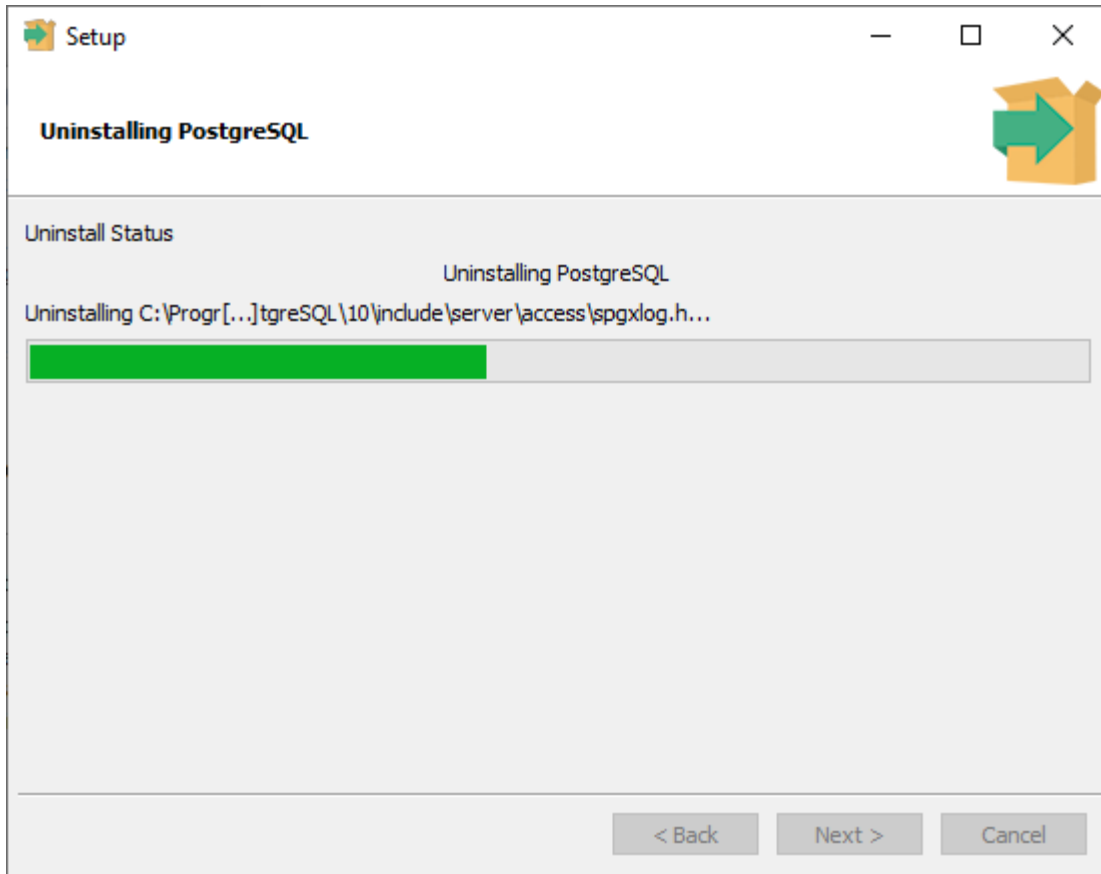 Setup
Uninstalling PostgreSQL
Uninstall Status
Uninstalling PostgreSQL
Uninstalling C:\Progr[...]tgreSQL\10\include\server\access\spgxlog.h...
< Back Next > Cancel